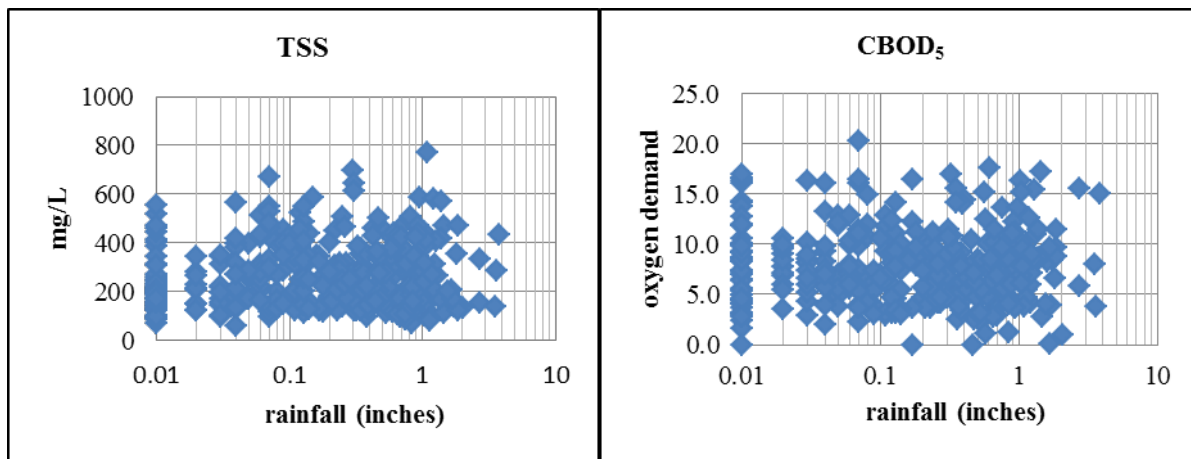 TSS
mg/L
1000
800
600
400
200
0
0.01 0.1 1 10
rainfall (inches)
CBOD₅
oxygen demand
25.0
20.0
15.0
10.0
5.0
0.0
0.01 0.1 1 10
rainfall (inches)